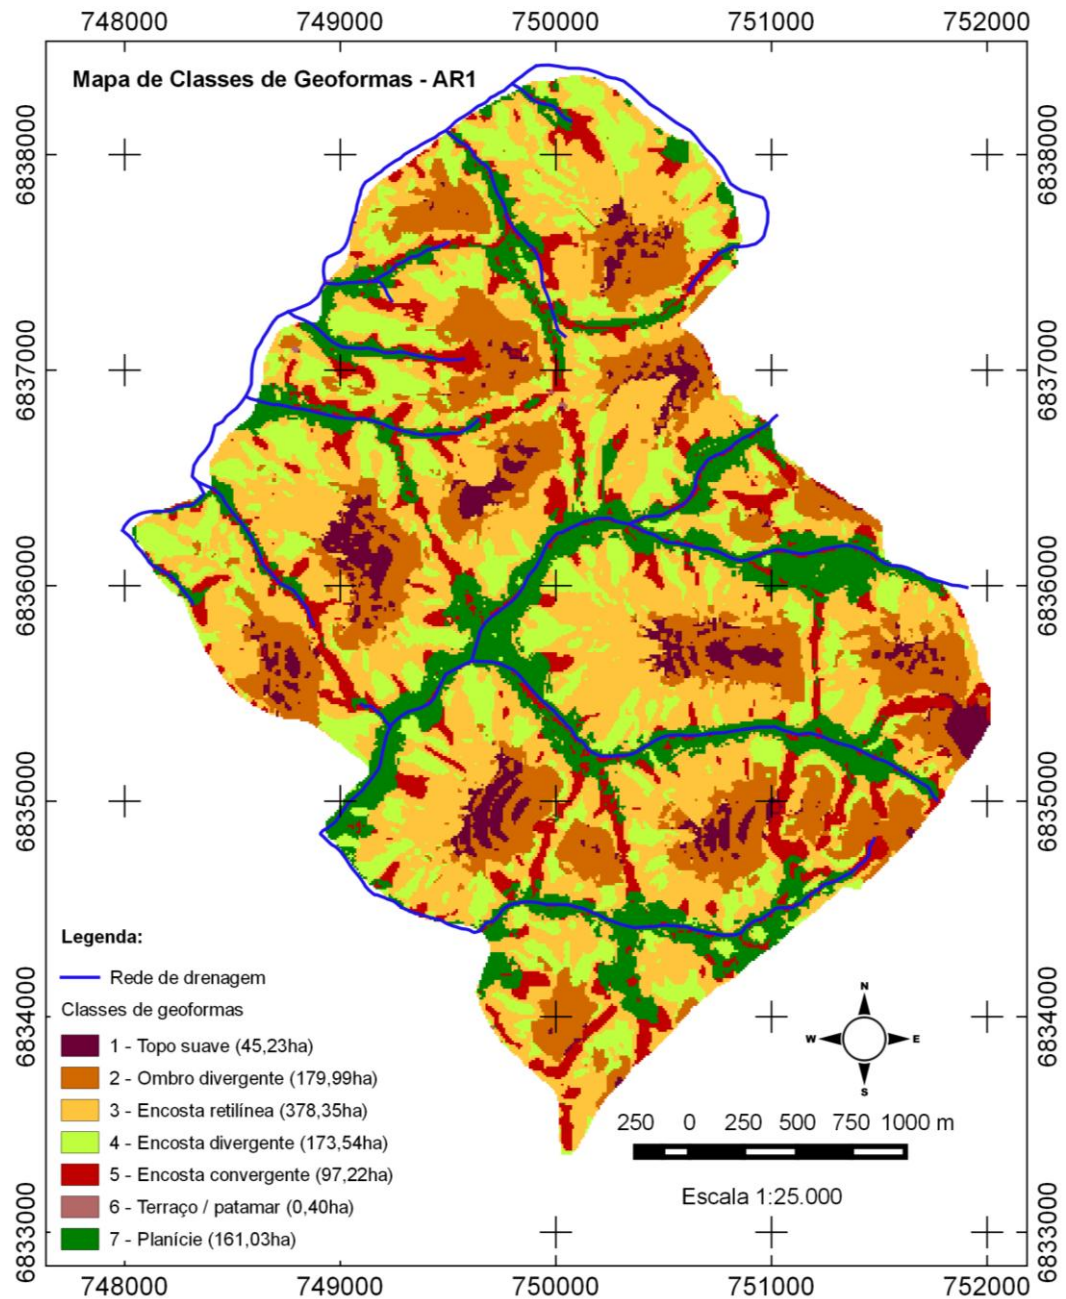 748000 749000 750000 751000 752000
Mapa de Classes de Geoformas - AR1
6838000 6838000
6837000 6837000
6836000 6836000
6835000 6835000
6834000 6834000
6833000 6833000
Legenda:
Rede de drenagem
Classes de geoformas
1 - Topo suave (45,23ha)
2 - Ombro divergente (179,99ha)
3 - Encosta retilínea (378,35ha)
4 - Encosta divergente (173,54ha)
5 - Encosta convergente (97,22ha)
6 - Terraço / patamar (0,40ha)
7 - Planície (161,03ha)
N
W E
S
250 0 250 500 750 1000 m
Escala 1:25.000
748000 749000 750000 751000 752000